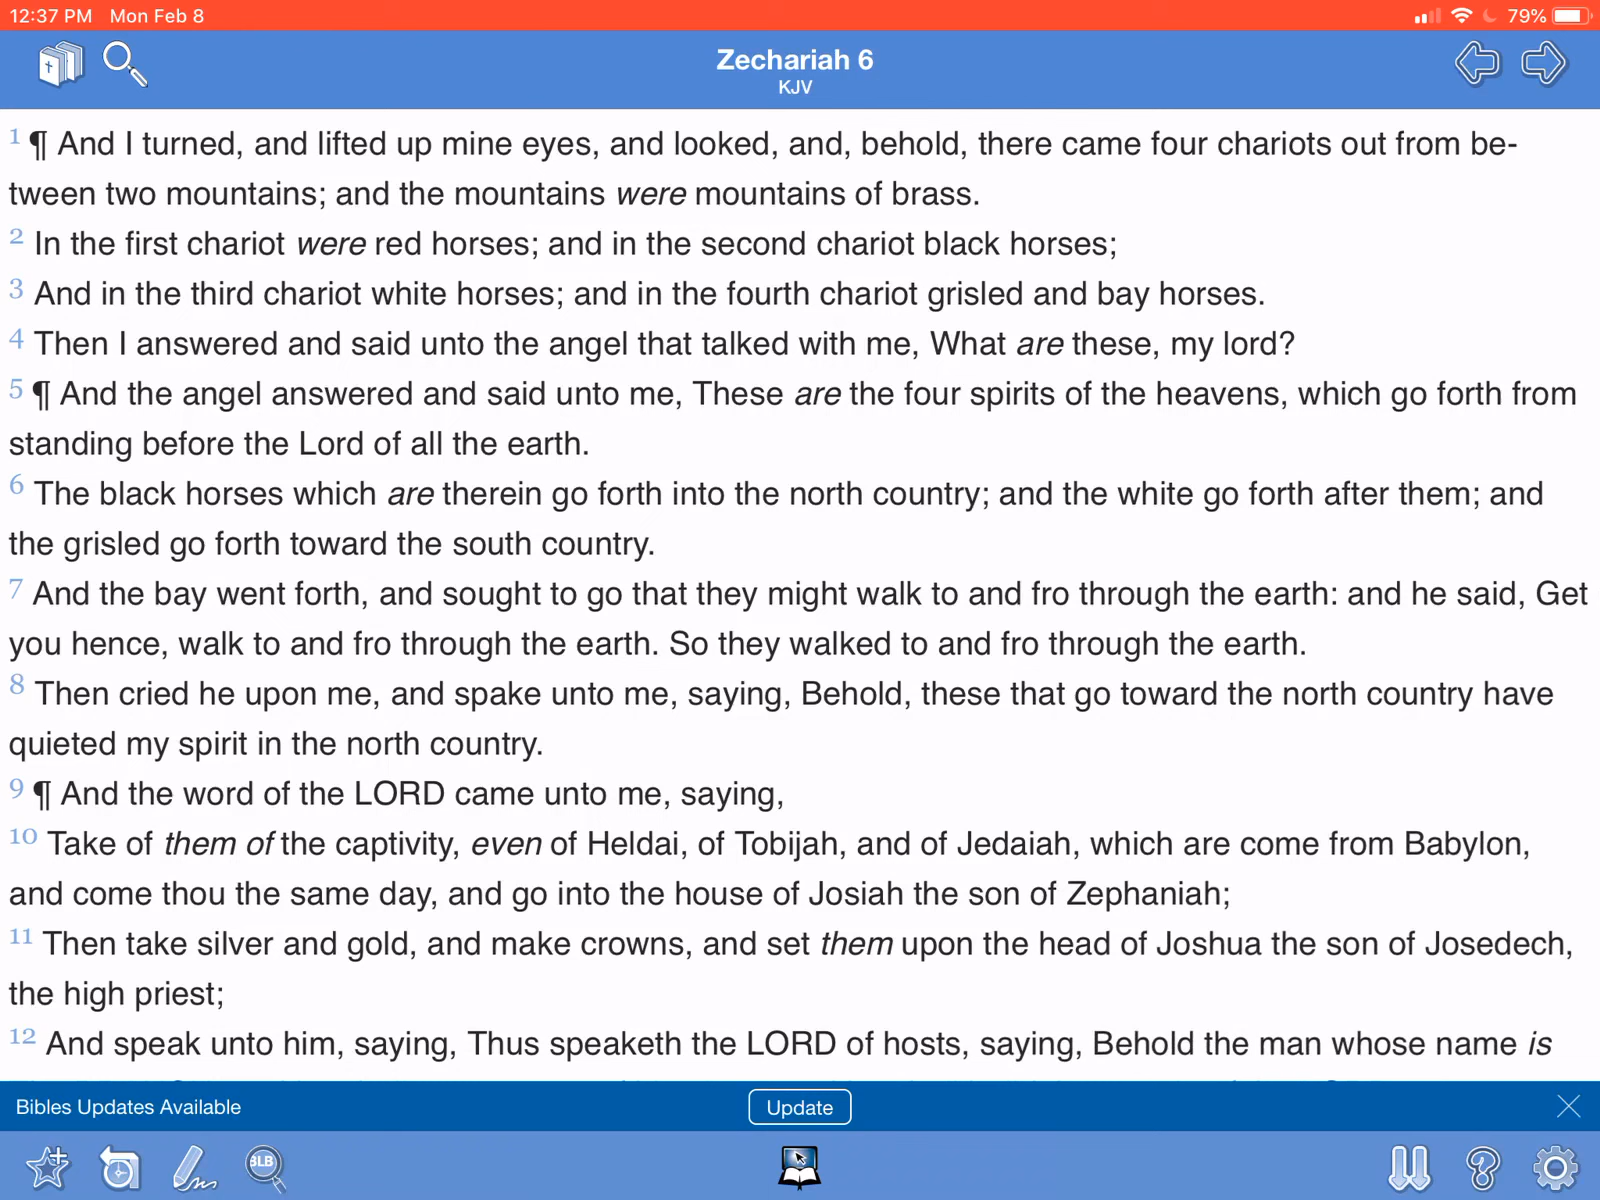 12:37 PM Mon Feb 8
79%
Zechariah 6
KJV
1 ¶ And I turned, and lifted up mine eyes, and looked, and, behold, there came four chariots out from be-
tween two mountains; and the mountains were mountains of brass.
2 In the first chariot were red horses; and in the second chariot black horses;
3 And in the third chariot white horses; and in the fourth chariot grisled and bay horses.
4 Then I answered and said unto the angel that talked with me, What are these, my lord?
5 ¶ And the angel answered and said unto me, These are the four spirits of the heavens, which go forth from
standing before the Lord of all the earth.
6 The black horses which are therein go forth into the north country; and the white go forth after them; and
the grisled go forth toward the south country.
7 And the bay went forth, and sought to go that they might walk to and fro through the earth: and he said, Get
you hence, walk to and fro through the earth. So they walked to and fro through the earth.
8 Then cried he upon me, and spake unto me, saying, Behold, these that go toward the north country have
quieted my spirit in the north country.
9 ¶ And the word of the LORD came unto me, saying,
10 Take of them of the captivity, even of Heldai, of Tobijah, and of Jedaiah, which are come from Babylon,
and come thou the same day, and go into the house of Josiah the son of Zephaniah;
11 Then take silver and gold, and make crowns, and set them upon the head of Joshua the son of Josedech,
the high priest;
12 And speak unto him, saying, Thus speaketh the LORD of hosts, saying, Behold the man whose name is
Bibles Updates Available
Update
BLB